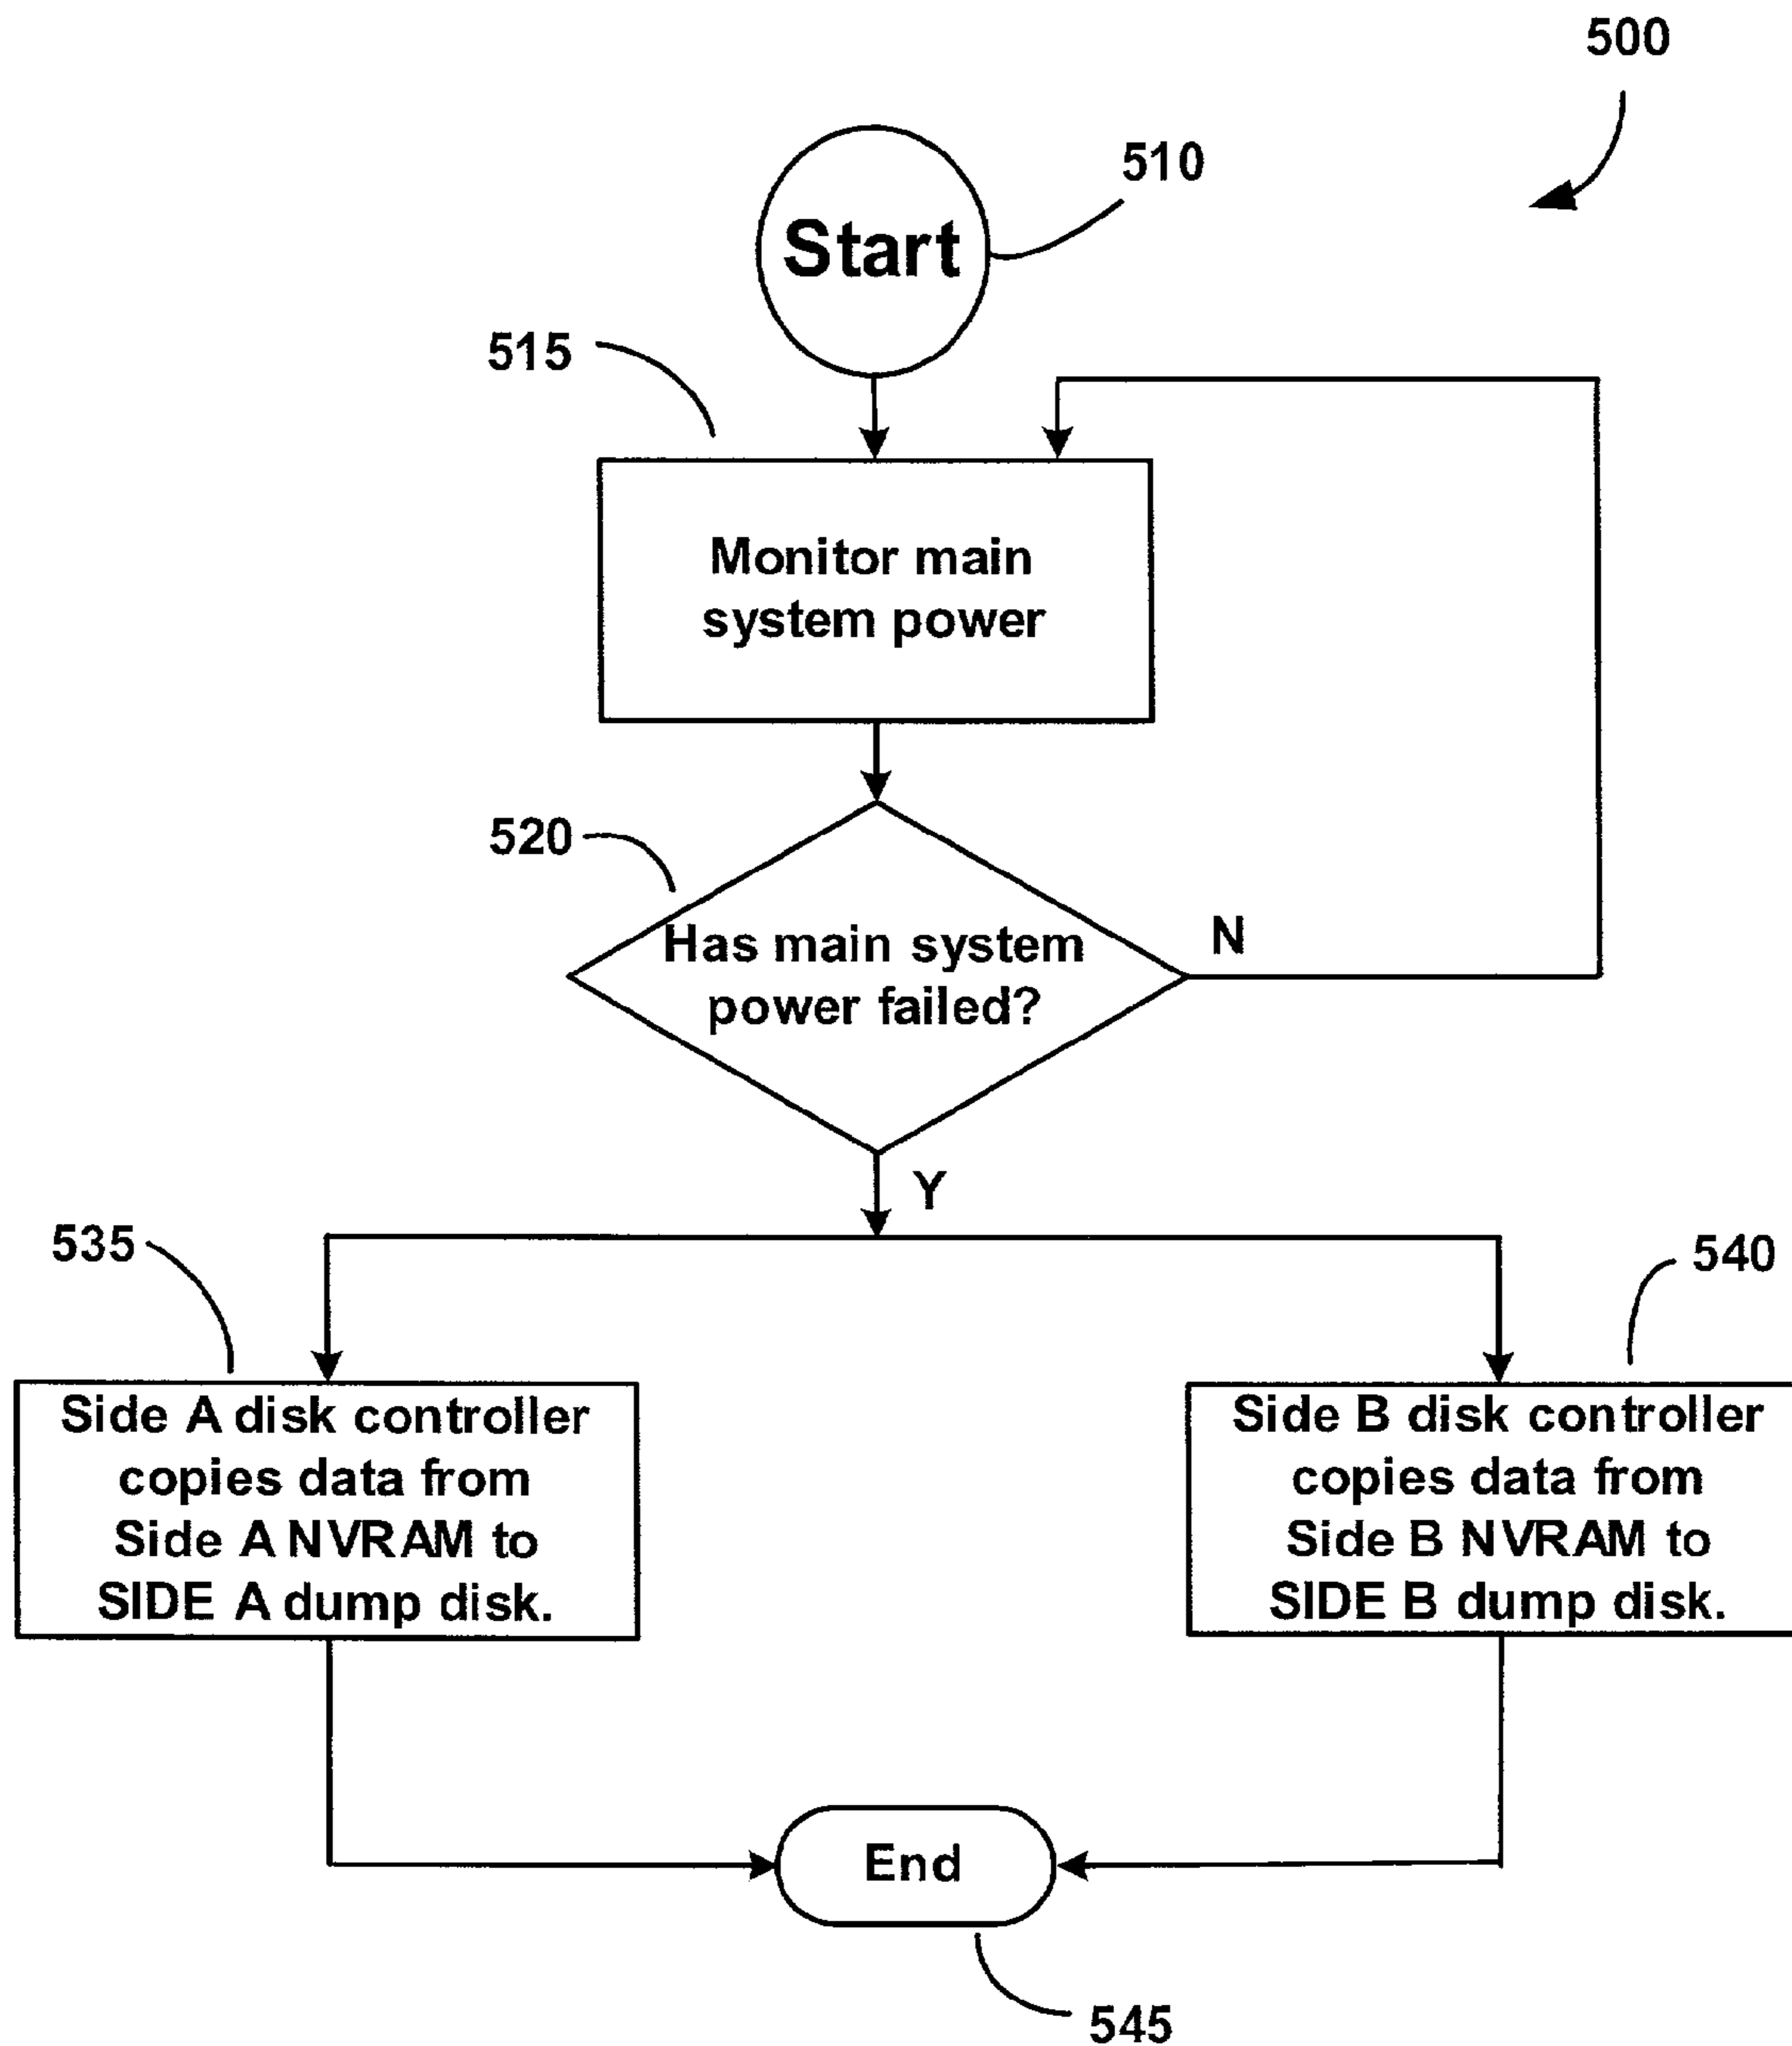 500
510
Start
515
Monitor main
system power
520
Has main system
power failed?
N
Y
535
540
Side A disk controller
copies data from
Side A NVRAM to
SIDE A dump disk.
Side B disk controller
copies data from
Side B NVRAM to
SIDE B dump disk.
End
545